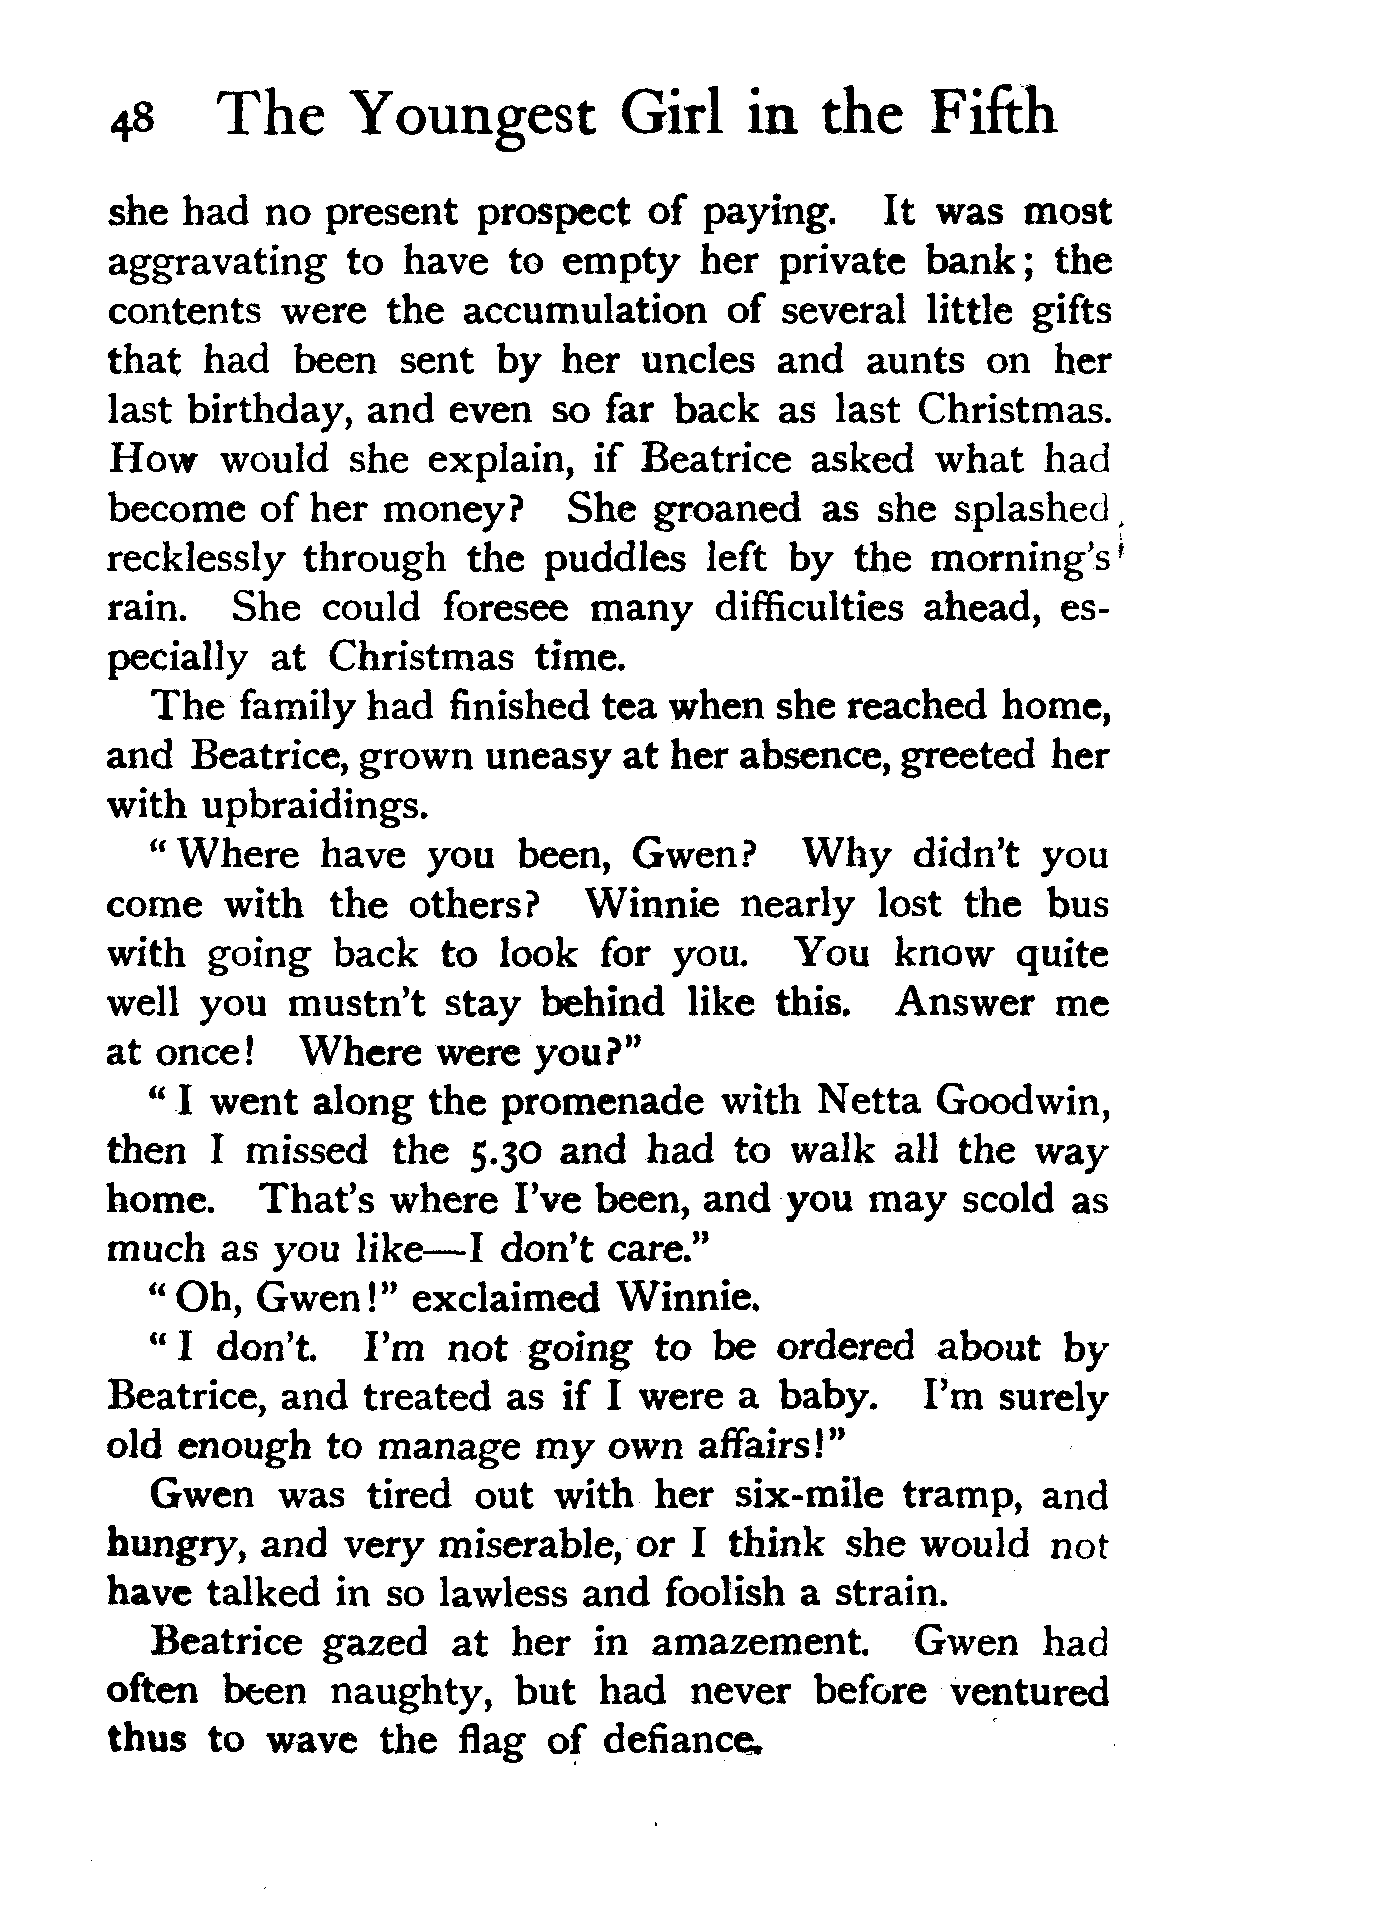 48 The Youngest Girl in the Fifth
she had no present prospect of paying. It was most
aggravating to have to empty her private bank; the
contents were the accumulation of several little gifts
that had been sent by her uncles and aunts on her
last birthday, and even so far back as last Christmas.
How would she explain, if Beatrice asked what had
become of her money? She groaned as she splashed
recklessly through the puddles left by the morning's
rain. She could foresee many difficulties ahead, es-
pecially at Christmas time.
The family had finished tea when she reached home,
and Beatrice, grown uneasy at her absence, greeted her
with upbraidings.
"Where have you been, Gwen? Why didn't you
come with the others? Winnie nearly lost the bus
with going back to look for you. You know quite
well you mustn't stay behind like this. Answer me
at once! Where were you?"
"I went along the promenade with Netta Goodwin,
then I missed the 5.30 and had to walk all the way
home. That's where I've been, and you may scold as
much as you like—I don't care."
"Oh, Gwen!" exclaimed Winnie.
"I don't. I'm not going to be ordered about by
Beatrice, and treated as if I were a baby. I'm surely
old enough to manage my own affairs!"
Gwen was tired out with her six-mile tramp, and
hungry, and very miserable, or I think she would not
have talked in so lawless and foolish a strain.
Beatrice gazed at her in amazement. Gwen had
often been naughty, but had never before ventured
thus to wave the flag of defiance.